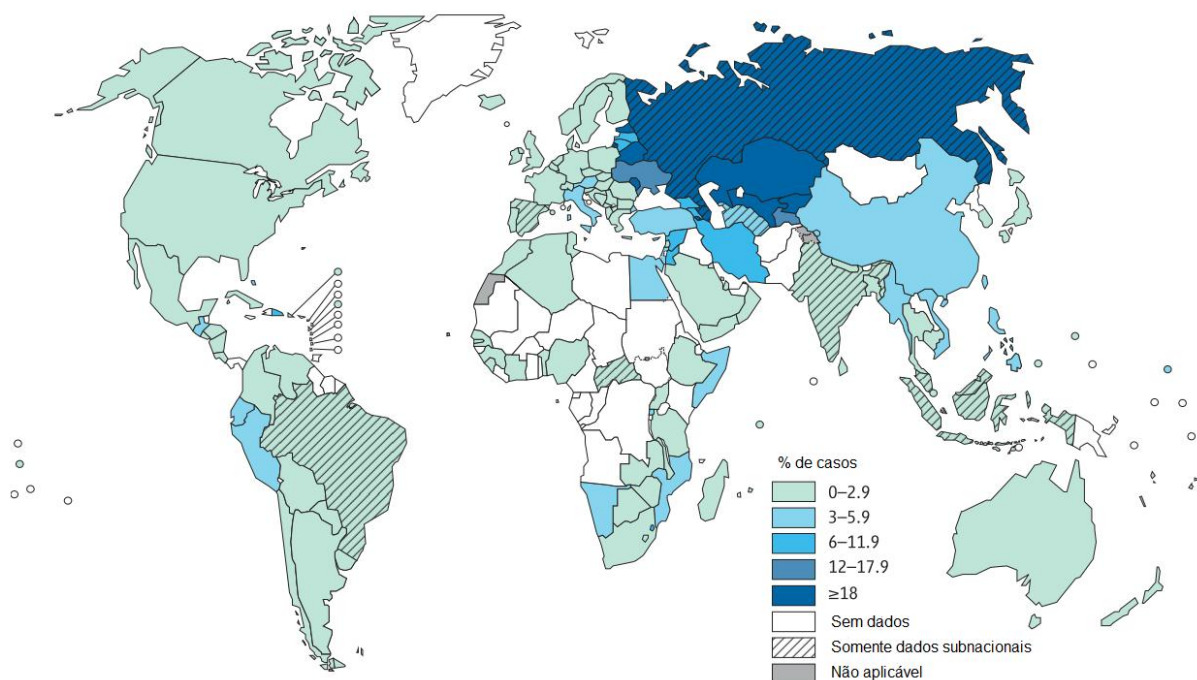 % de casos
0–2.9
3–5.9
6–11.9
12–17.9
≥18
Sem dados
Somente dados subnacionais
Não aplicável